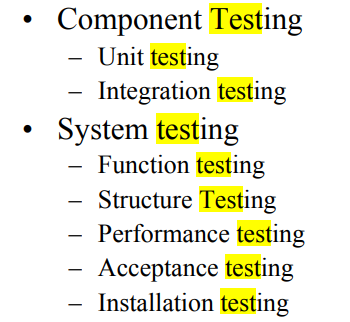 • Component Testing
– Unit testing
– Integration testing
• System testing
– Function testing
– Structure Testing
– Performance testing
– Acceptance testing
– Installation testing